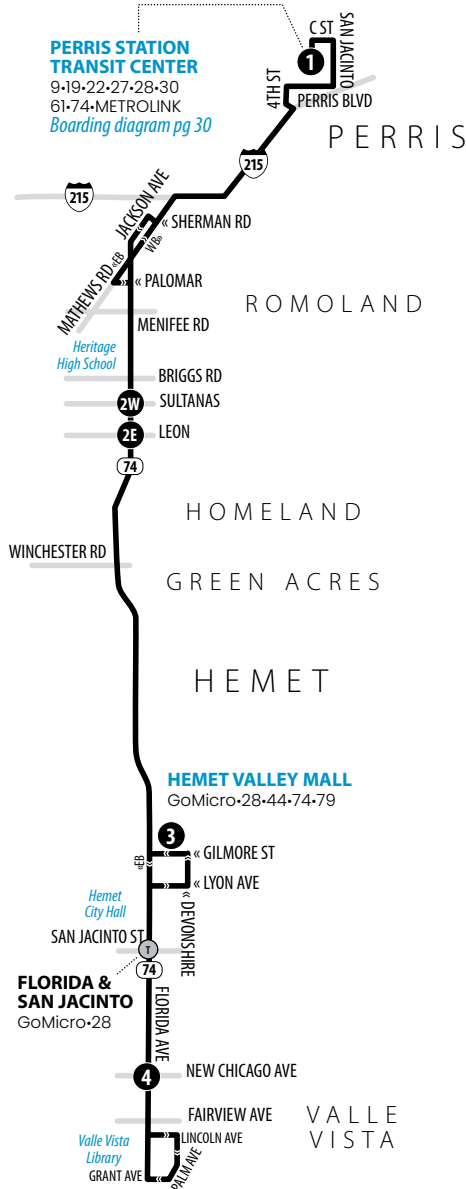 C ST
SAN JACINTO
PERRIS STATION
TRANSIT CENTER
9•19•22•27•28•30
61•74•METROLINK
Boarding diagram pg 30
1
4TH ST
PERRIS BLVD
PERRIS
215
215
JACKSON AVE
« SHERMAN RD
«EB
WB»
MATHEWS RD
« PALOMAR
ROMOLAND
MENIFEE RD
Heritage
High School
BRIGGS RD
2W
SULTANAS
2E
LEON
74
HOMELAND
WINCHESTER RD
GREEN ACRES
HEMET
HEMET VALLEY MALL
GoMicro•28•44•74•79
3
«EB
« GILMORE ST
« LYON AVE
« DEVONSHIRE
Hemet
City Hall
SAN JACINTO ST
T
74
FLORIDA &
SAN JACINTO
GoMicro•28
FLORIDA AVE
4
NEW CHICAGO AVE
FAIRVIEW AVE
VALLE
VISTA
Valle Vista
Library
LINCOLN AVE
PALM AVE
GRANT AVE